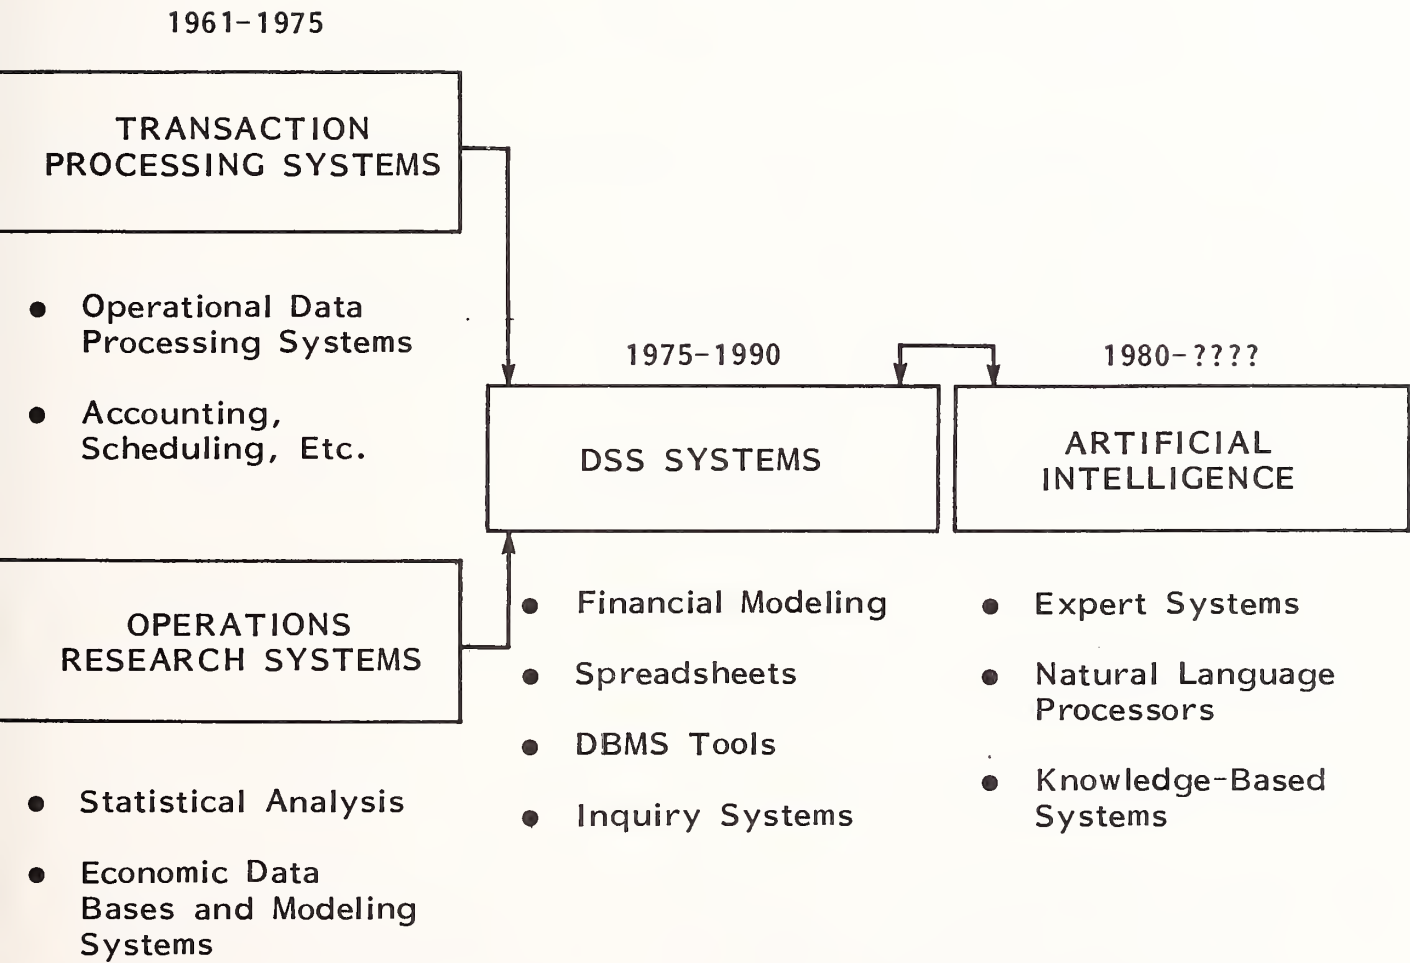 1961-1975
TRANSACTION
PROCESSING SYSTEMS
● Operational Data
Processing Systems
● Accounting,
Scheduling, Etc.
OPERATIONS
RESEARCH SYSTEMS
● Statistical Analysis
● Economic Data
Bases and Modeling
Systems
1975-1990
DSS SYSTEMS
● Financial Modeling
● Spreadsheets
● DBMS Tools
● Inquiry Systems
1980-????
ARTIFICIAL
INTELLIGENCE
● Expert Systems
● Natural Language
Processors
● Knowledge-Based
Systems